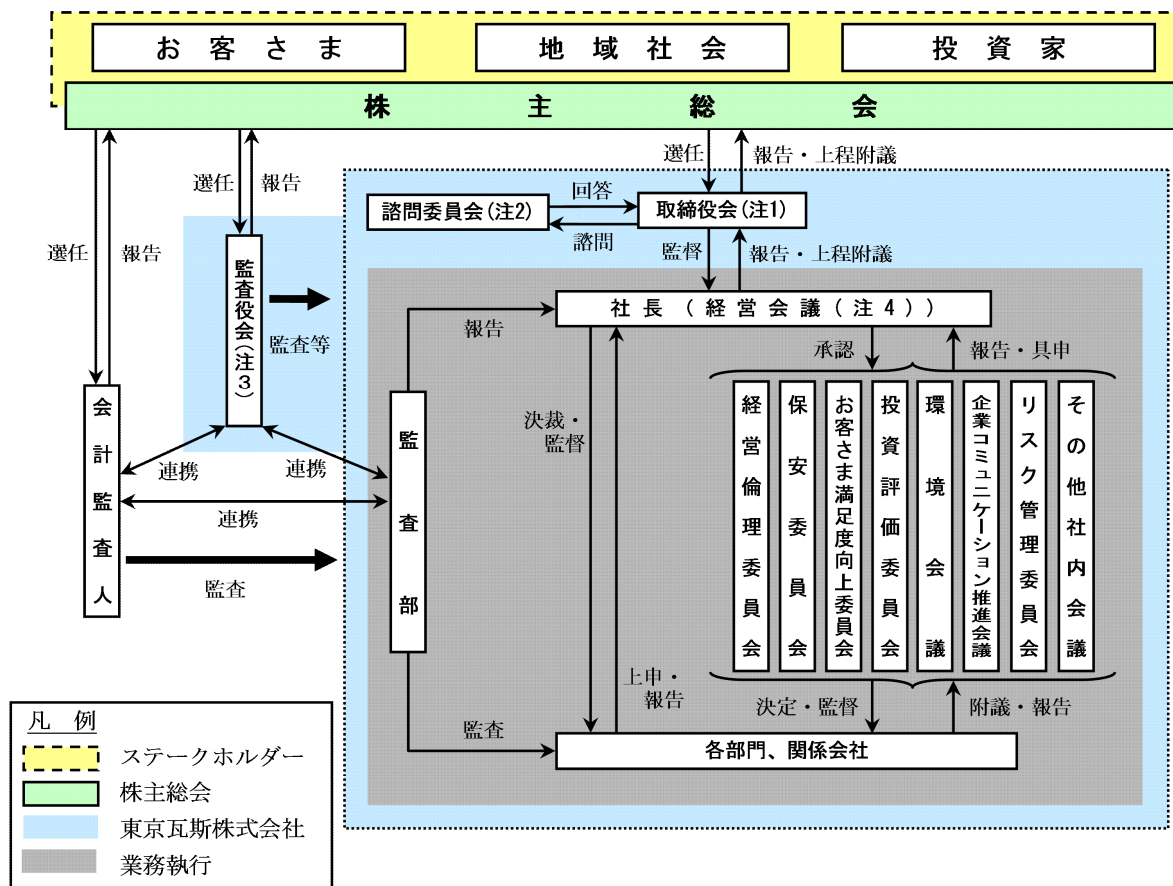 お客さま
地域社会
投資家
株主総会
選任
報告
選任
報告
選任
報告・上程附議
諮問委員会(注2)
回答
諮問
取締役会(注1)
監督
報告・上程附議
監査役会(注3)
監査等
社長(経営会議(注4))
報告
承認
報告・具申
会計監査人
連携
連携
連携
監査
監査部
決裁・
監督
上申・
報告
経営倫理委員会
保安委員会
お客さま満足度向上委員会
投資評価委員会
環境会議
企業コミュニケーション推進会議
リスク管理委員会
その他社内会議
決定・監督
附議・報告
監査
各部門、関係会社
凡例
ステークホルダー
株主総会
東京瓦斯株式会社
業務執行